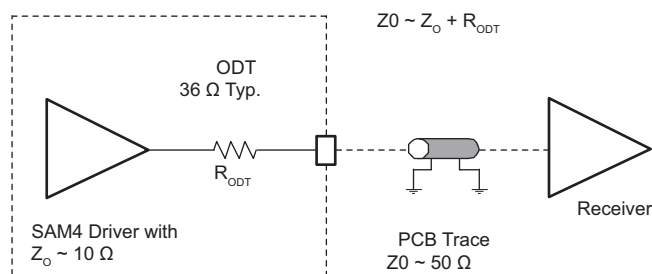 Z0 ~ Z_O + R_ODT
ODT
36 Ω Typ.
R_ODT
SAM4 Driver with
Z_O ~ 10 Ω
PCB Trace
Z0 ~ 50 Ω
Receiver